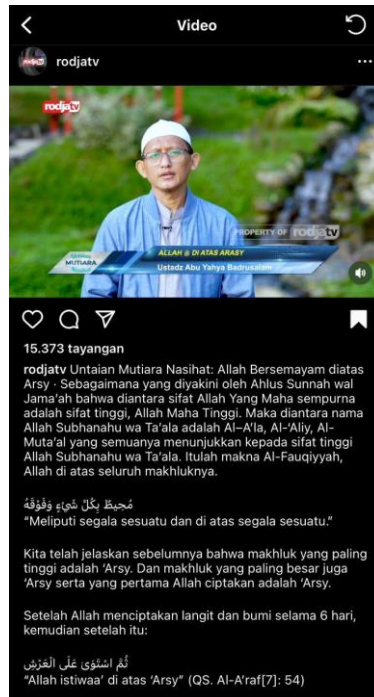 Video
rodjatv
rodjatv
PROPERTY OF rodjatv
ALLAH ﷻ DI ATAS ARASY
MUTIARA
Ustadz Abu Yahya Badrusalam
15.373 tayangan
rodjatv Untaian Mutiara Nasihat: Allah Bersemayam diatas
Arsy · Sebagaimana yang diyakini oleh Ahlus Sunnah wal
Jama'ah bahwa diantara sifat Allah Yang Maha sempurna
adalah sifat tinggi, Allah Maha Tinggi. Maka diantara nama
Allah Subhanahu wa Ta'ala adalah Al–A'la, Al-'Aliy, Al-
Muta'al yang semuanya menunjukkan kepada sifat tinggi
Allah Subhanahu wa Ta'ala. Itulah makna Al-Fauqiyyah,
Allah di atas seluruh makhluknya.
مُحِيطٌ بِكُلِّ شَيْءٍ وَفَوْقَهُ
"Meliputi segala sesuatu dan di atas segala sesuatu."
Kita telah jelaskan sebelumnya bahwa makhluk yang paling
tinggi adalah 'Arsy. Dan makhluk yang paling besar juga
'Arsy serta yang pertama Allah ciptakan adalah 'Arsy.
Setelah Allah menciptakan langit dan bumi selama 6 hari,
kemudian setelah itu:
ثُمَّ اسْتَوَىٰ عَلَى الْعَرْشِ
"Allah istiwaa' di atas 'Arsy" (QS. Al-A'raf[7]: 54)